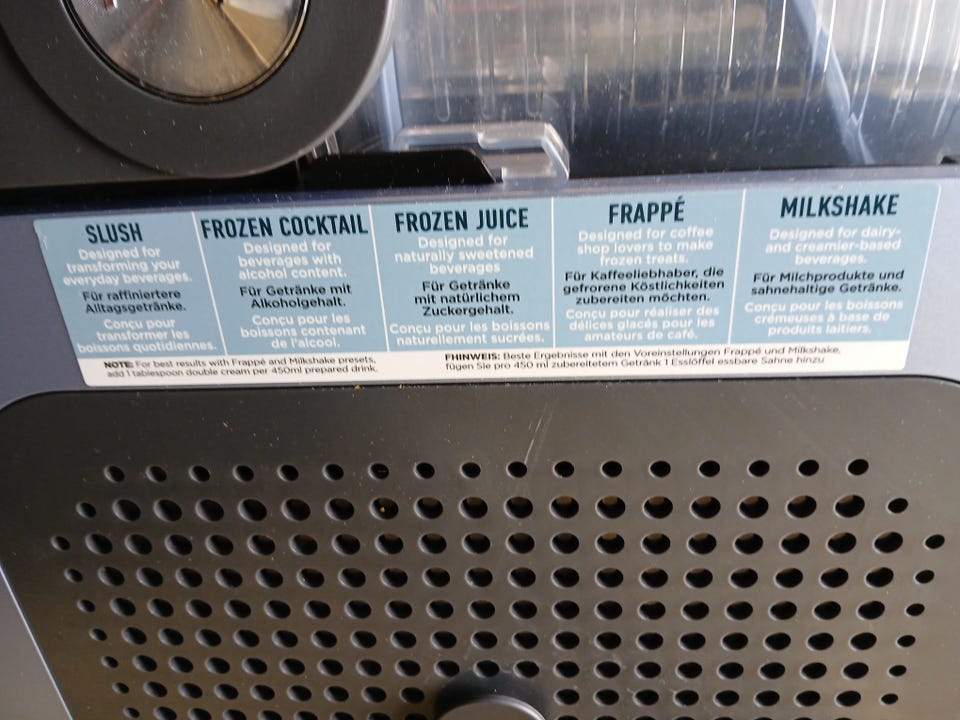 SLUSH
Designed for
transforming your
everyday beverages.
Für raffiniertere
Alltagsgetränke.
Conçu pour
transformer les
boissons quotidiennes.
FROZEN COCKTAIL
Designed for
beverages with
alcohol content.
Für Getränke mit
Alkoholgehalt.
Conçu pour les
boissons contenant
de l'alcool.
FROZEN JUICE
Designed for
naturally sweetened
beverages
Für Getränke
mit natürlichem
Zuckergehalt.
Conçu pour les boissons
naturellement sucrées.
FRAPPÉ
Designed for coffee
shop lovers to make
frozen treats.
Für Kaffeeliebhaber, die
gefrorene Köstlichkeiten
zubereiten möchten.
Conçu pour réaliser des
délices glacés pour les
amateurs de café.
MILKSHAKE
Designed for dairy-
and creamier-based
beverages.
Für Milchprodukte und
sahnehaltige Getränke.
Conçu pour les boissons
crémeuses à base de
produits laitiers.
NOTE: For best results with Frappé and Milkshake presets,
add 1 tablespoon double cream per 450ml prepared drink.
FHINWEIS: Beste Ergebnisse mit den Voreinstellungen Frappé und Milkshake,
fügen Sie pro 450 ml zubereitetem Getränk 1 Esslöffel essbare Sahne hinzu